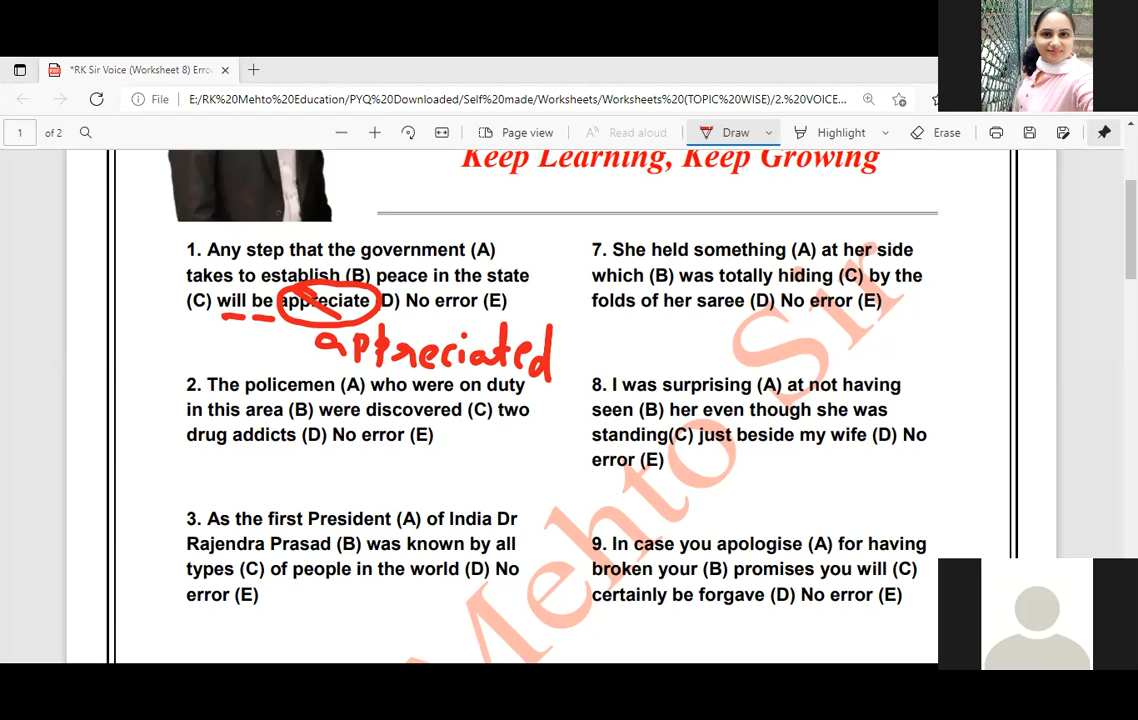 *RK Sir Voice (Worksheet 8) Erro
File
E:/RK%20Mehto%20Education/PYQ%20Downloaded/Self%20made/Worksheets/Worksheets%20(TOPIC%20WISE)/2.%20VOICE...
1 of 2
Page view
Read aloud
Draw
Highlight
Erase
Keep Learning, Keep Growing
1. Any step that the government (A)
takes to establish (B) peace in the state
(C) will be appreciate (D) No error (E)
appreciated
2. The policemen (A) who were on duty
in this area (B) were discovered (C) two
drug addicts (D) No error (E)
3. As the first President (A) of India Dr
Rajendra Prasad (B) was known by all
types (C) of people in the world (D) No
error (E)
7. She held something (A) at her side
which (B) was totally hiding (C) by the
folds of her saree (D) No error (E)
8. I was surprising (A) at not having
seen (B) her even though she was
standing(C) just beside my wife (D) No
error (E)
9. In case you apologise (A) for having
broken your (B) promises you will (C)
certainly be forgave (D) No error (E)
Mehto Sir